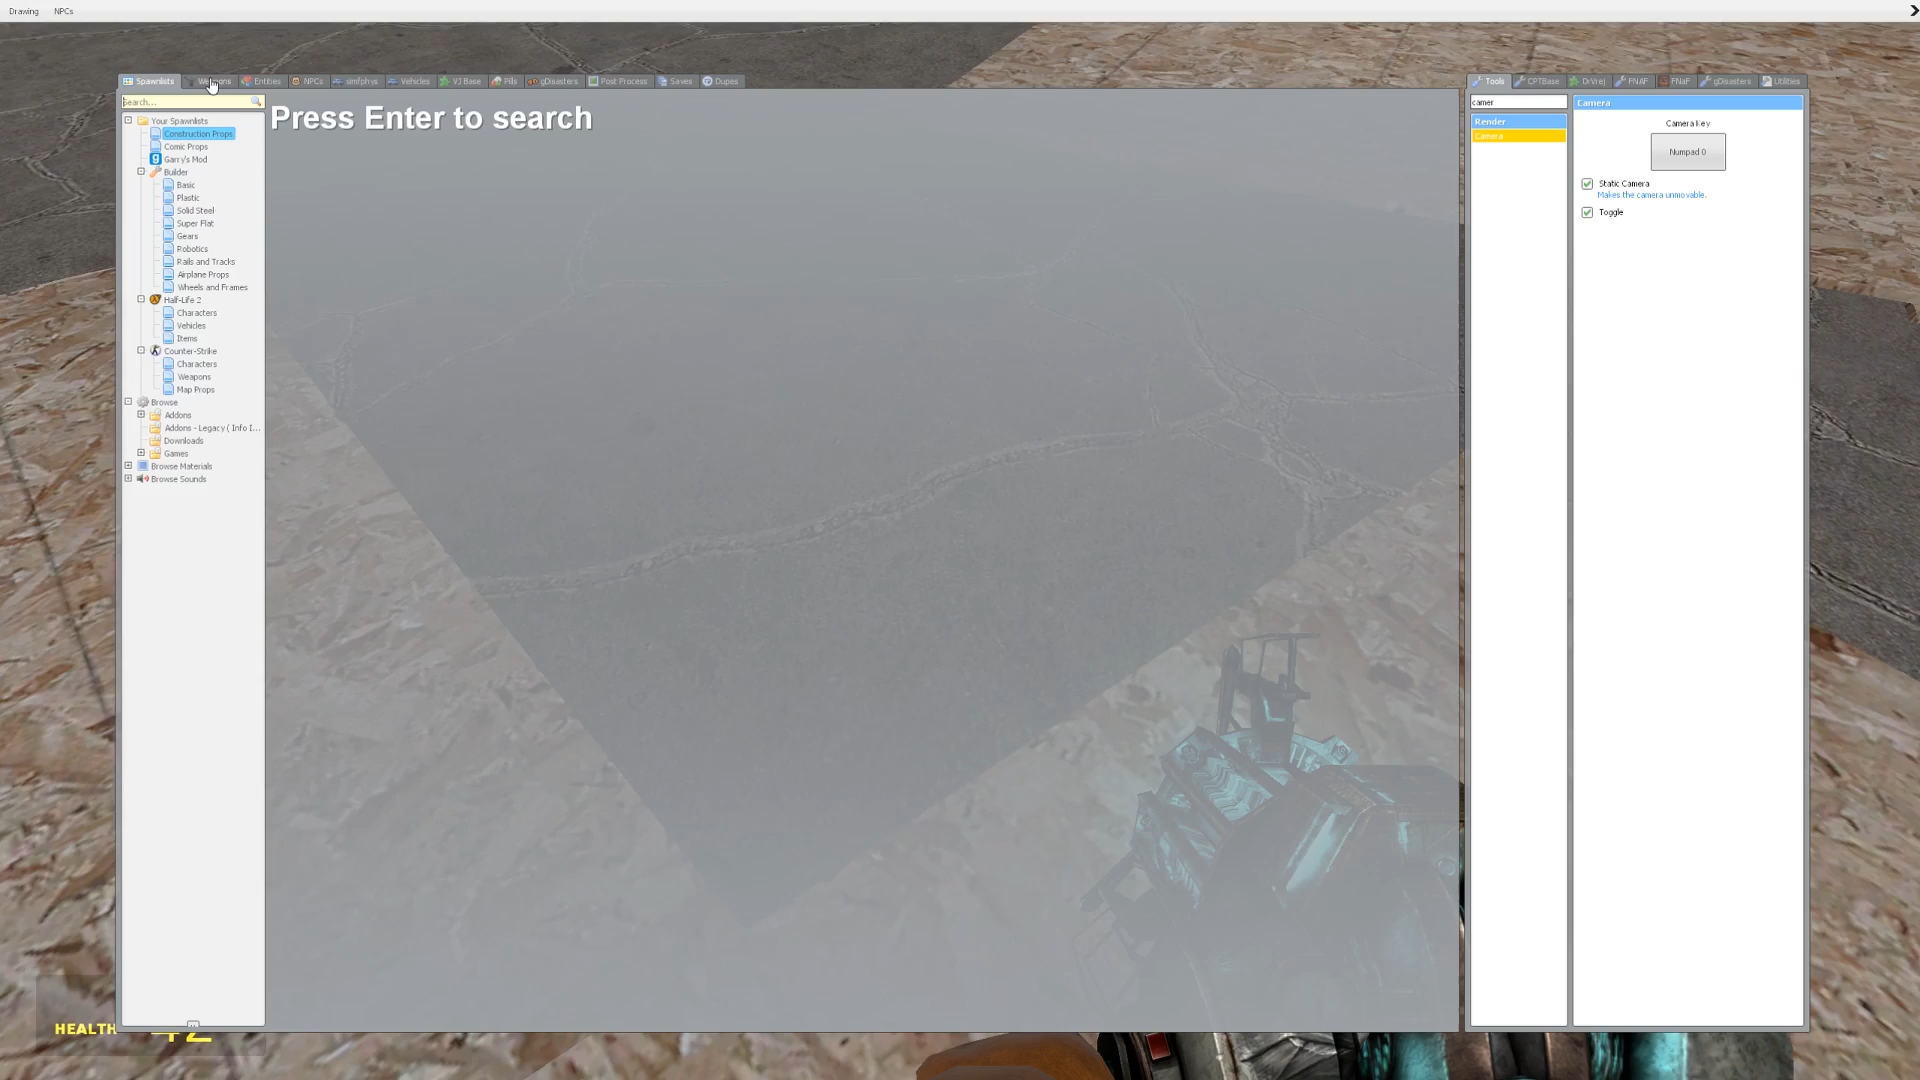 Drawing NPCs
Spawnlists Weapons Entities NPCs simfphys Vehicles VJ Base Pills gDisasters Post Process Saves Dupes
Search...
Press Enter to search
Your Spawnlists
Construction Props
Comic Props
Garry's Mod
Builder
Basic
Plastic
Solid Steel
Super Flat
Gears
Robotics
Rails and Tracks
Airplane Props
Wheels and Frames
Half-Life 2
Characters
Vehicles
Items
Counter-Strike
Characters
Weapons
Map Props
Browse
Addons
Addons - Legacy ( Info I...
Downloads
Games
Browse Materials
Browse Sounds
HEALTH 42
Tools CPTBase DrVrej FNAF FNaF gDisasters Utilities
camer
Render
Camera
Camera
Camera Key
Numpad 0
Static Camera
Makes the camera unmovable.
Toggle